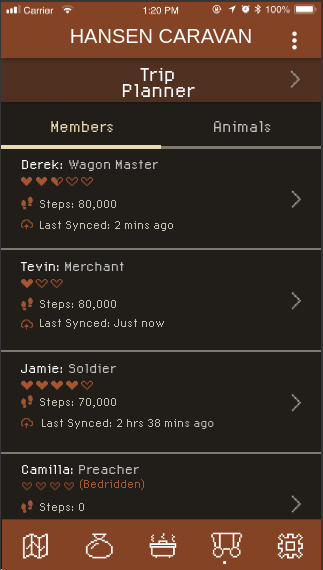 Carrier 1:20 PM 100%
HANSEN CARAVAN
Trip
Planner
Members Animals
Derek: Wagon Master
Steps: 80,000
Last Synced: 2 mins ago
Tevin: Merchant
Steps: 80,000
Last Synced: Just now
Jamie: Soldier
Steps: 70,000
Last Synced: 2 hrs 38 mins ago
Camilla: Preacher
(Bedridden)
Steps: 0